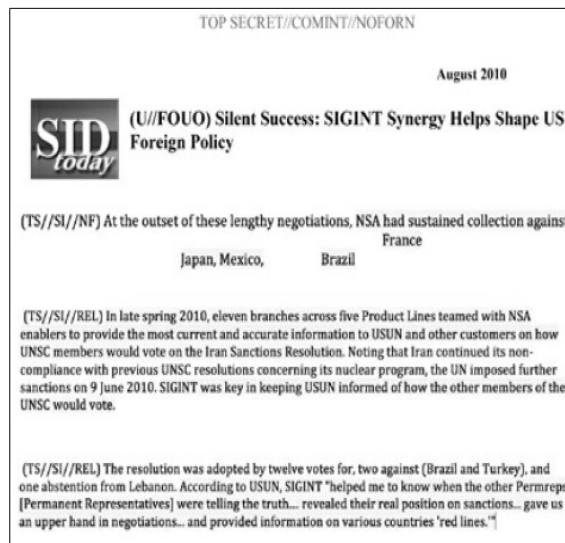 TOP SECRET//COMINT//NOFORN
August 2010
SID
today
(U//FOUO) Silent Success: SIGINT Synergy Helps Shape US
Foreign Policy
(TS//SI//NF) At the outset of these lengthy negotiations, NSA had sustained collection against
France
Japan, Mexico, Brazil
(TS//SI//REL) In late spring 2010, eleven branches across five Product Lines teamed with NSA
enablers to provide the most current and accurate information to USUN and other customers on how
UNSC members would vote on the Iran Sanctions Resolution. Noting that Iran continued its non-
compliance with previous UNSC resolutions concerning its nuclear program, the UN imposed further
sanctions on 9 June 2010. SIGINT was key in keeping USUN informed of how the other members of the
UNSC would vote.
(TS//SI//REL) The resolution was adopted by twelve votes for, two against (Brazil and Turkey), and
one abstention from Lebanon. According to USUN, SIGINT "helped me to know when the other Permreps
[Permanent Representatives] were telling the truth... revealed their real position on sanctions... gave us
an upper hand in negotiations... and provided information on various countries 'red lines.'"